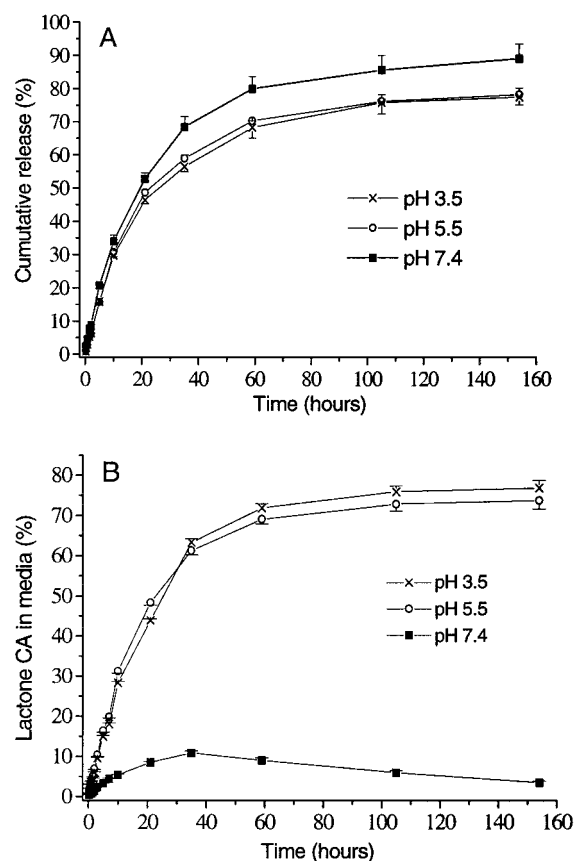 A
Cumutative release (%)
100
90
80
70
60
50
40
30
20
10
0
pH 3.5
pH 5.5
pH 7.4
0 20 40 60 80 100 120 140 160
Time (hours)
B
Lactone CA in media (%)
80
70
60
50
40
30
20
10
0
pH 3.5
pH 5.5
pH 7.4
0 20 40 60 80 100 120 140 160
Time (hours)